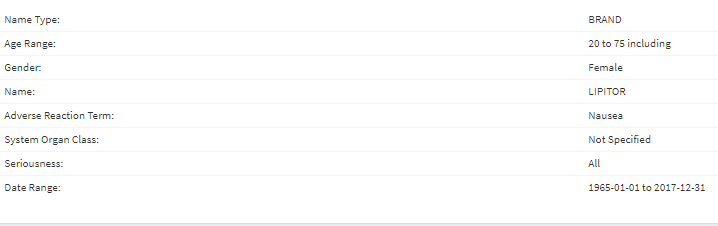 Name Type: BRAND
Age Range: 20 to 75 including
Gender: Female
Name: LIPITOR
Adverse Reaction Term: Nausea
System Organ Class: Not Specified
Seriousness: All
Date Range: 1965-01-01 to 2017-12-31